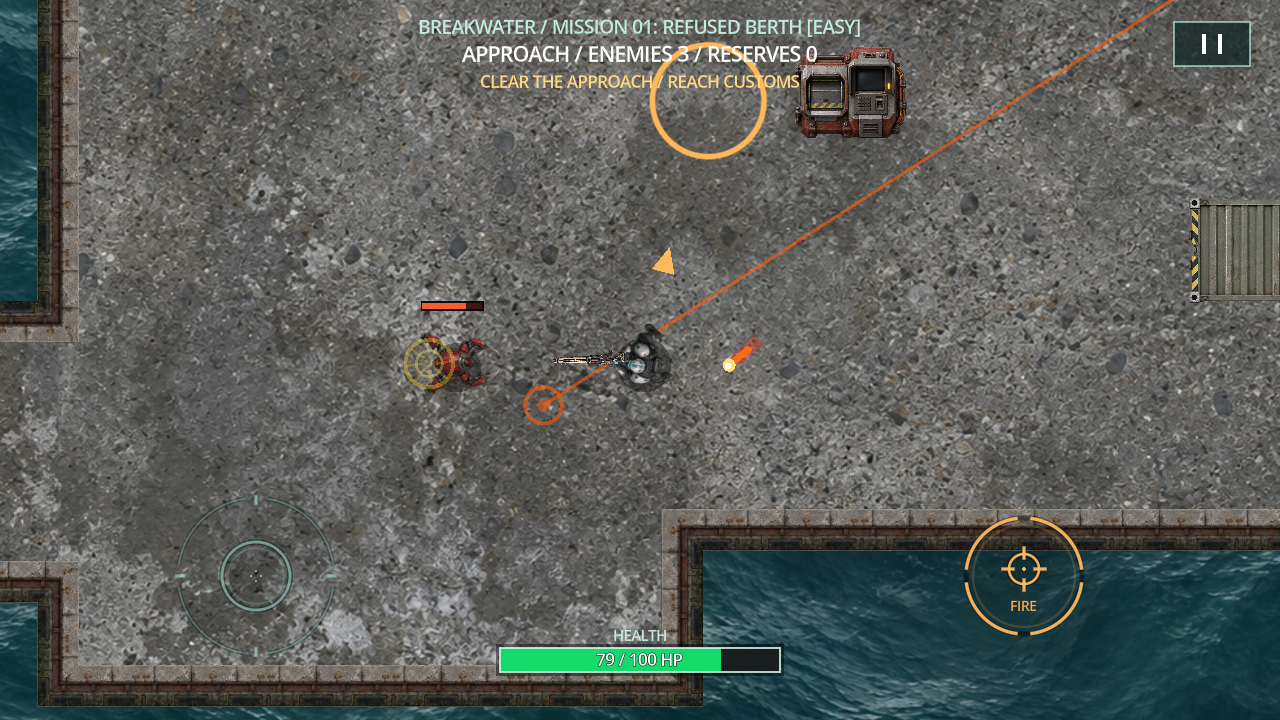 BREAKWATER / MISSION 01: REFUSED BERTH [EASY]
APPROACH / ENEMIES 3 / RESERVES 0
CLEAR THE APPROACH / REACH CUSTOMS
FIRE
HEALTH
79 / 100 HP